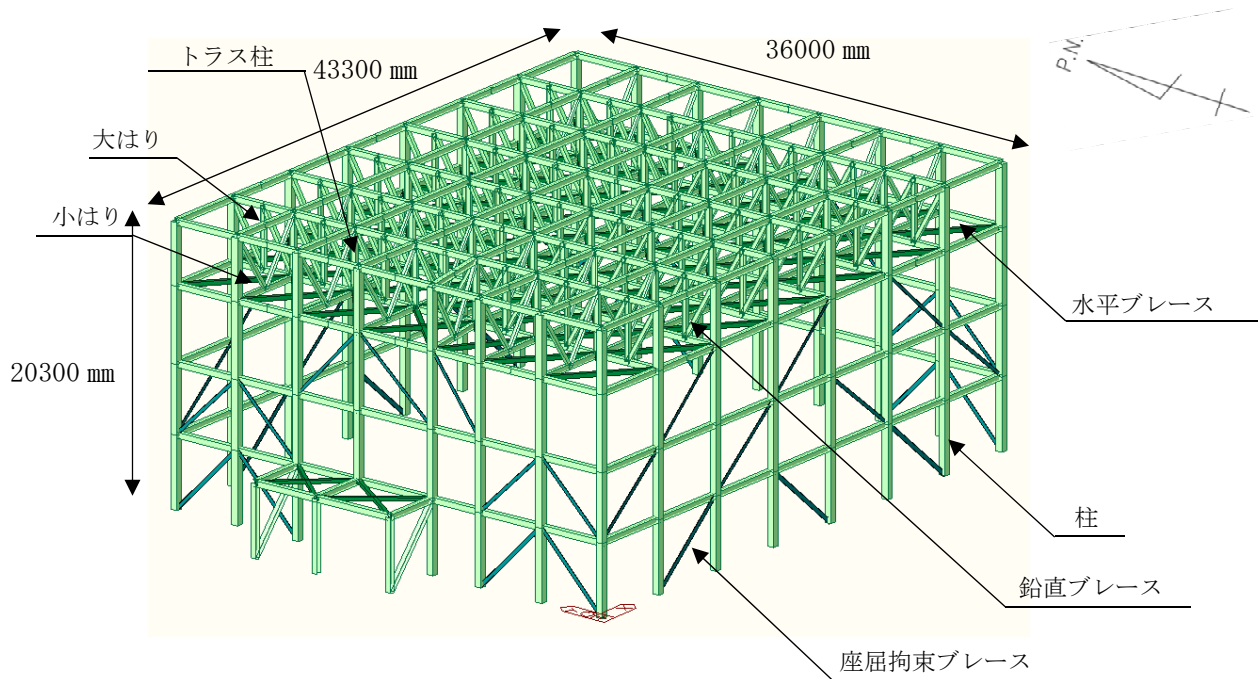 トラス柱
43300 ㎜
36000 ㎜
P.N.
大はり
小はり
水平ブレース
20300 ㎜
柱
鉛直ブレース
座屈拘束ブレース